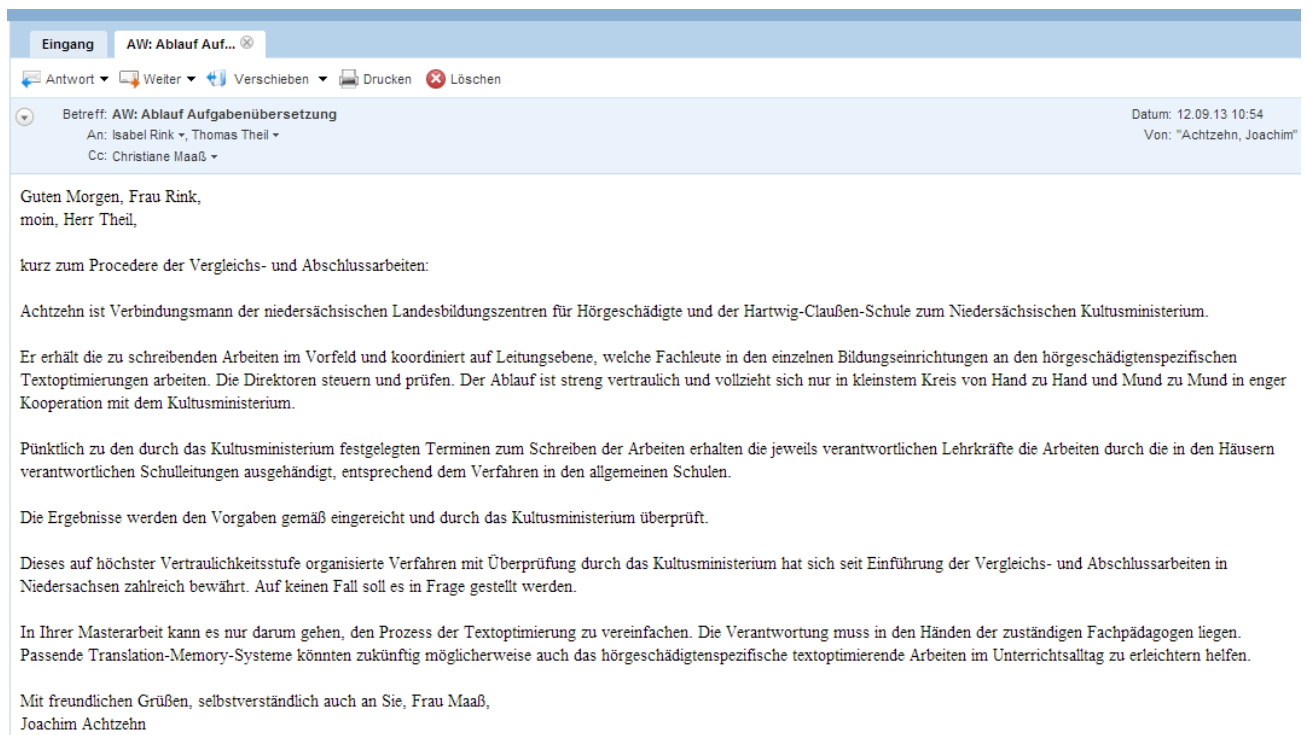 Eingang AW: Ablauf Auf...
Antwort Weiter Verschieben Drucken Löschen
Betreff: AW: Ablauf Aufgabenübersetzung Datum: 12.09.13 10:54
An: Isabel Rink, Thomas Theil Von: "Achtzehn, Joachim"
Cc: Christiane Maaß
Guten Morgen, Frau Rink,
moin, Herr Theil,
kurz zum Procedere der Vergleichs- und Abschlussarbeiten:
Achtzehn ist Verbindungsmann der niedersächsischen Landesbildungszentren für Hörgeschädigte und der Hartwig-Claußen-Schule zum Niedersächsischen Kultusministerium.
Er erhält die zu schreibenden Arbeiten im Vorfeld und koordiniert auf Leitungsebene, welche Fachleute in den einzelnen Bildungseinrichtungen an den hörgeschädigtenspezifischen
Textoptimierungen arbeiten. Die Direktoren steuern und prüfen. Der Ablauf ist streng vertraulich und vollzieht sich nur in kleinstem Kreis von Hand zu Hand und Mund zu Mund in enger
Kooperation mit dem Kultusministerium.
Pünktlich zu den durch das Kultusministerium festgelegten Terminen zum Schreiben der Arbeiten erhalten die jeweils verantwortlichen Lehrkräfte die Arbeiten durch die in den Häusern
verantwortlichen Schulleitungen ausgehändigt, entsprechend dem Verfahren in den allgemeinen Schulen.
Die Ergebnisse werden den Vorgaben gemäß eingereicht und durch das Kultusministerium überprüft.
Dieses auf höchster Vertraulichkeitsstufe organisierte Verfahren mit Überprüfung durch das Kultusministerium hat sich seit Einführung der Vergleichs- und Abschlussarbeiten in
Niedersachsen zahlreich bewährt. Auf keinen Fall soll es in Frage gestellt werden.
In Ihrer Masterarbeit kann es nur darum gehen, den Prozess der Textoptimierung zu vereinfachen. Die Verantwortung muss in den Händen der zuständigen Fachpädagogen liegen.
Passende Translation-Memory-Systeme könnten zukünftig möglicherweise auch das hörgeschädigtenspezifische textoptimierende Arbeiten im Unterrichtsalltag zu erleichtern helfen.
Mit freundlichen Grüßen, selbstverständlich auch an Sie, Frau Maaß,
Joachim Achtzehn